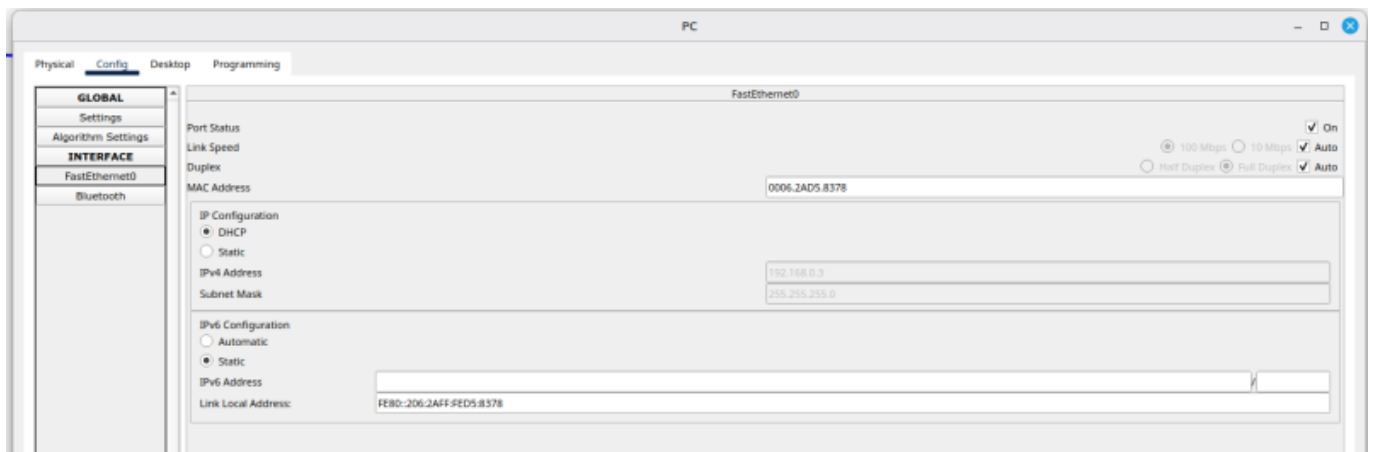 PC
Physical Config Desktop Programming
GLOBAL
Settings
Algorithm Settings
INTERFACE
FastEthernet0
Bluetooth
FastEthernet0
Port Status On
Link Speed 100 Mbps 10 Mbps Auto
Duplex Half Duplex Full Duplex Auto
MAC Address 0006.2AD5.8378
IP Configuration
DHCP
Static
IPv4 Address 192.168.0.3
Subnet Mask 255.255.255.0
IPv6 Configuration
Automatic
Static
IPv6 Address /
Link Local Address: FE80::206:2AFF:FED5:8378